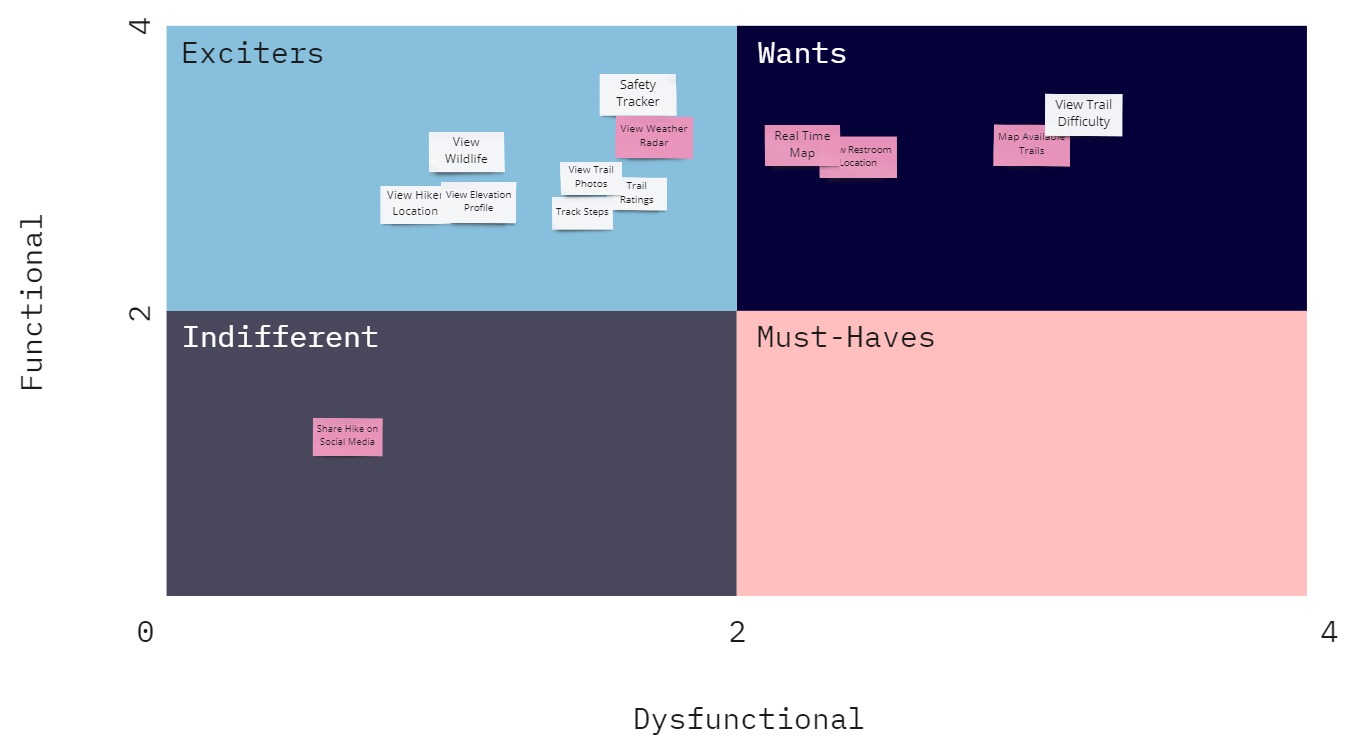 4
Exciters
Wants
Safety
Tracker
View Weather
Radar
View
Wildlife
View Trail
Photos
Trail
Ratings
View Hiker
Location
View Elevation
Profile
Track Steps
Real Time
Map
Restroom
Location
Map Available
Trails
View Trail
Difficulty
Functional
2
Indifferent
Must-Haves
Share Hike on
Social Media
0
2
4
Dysfunctional